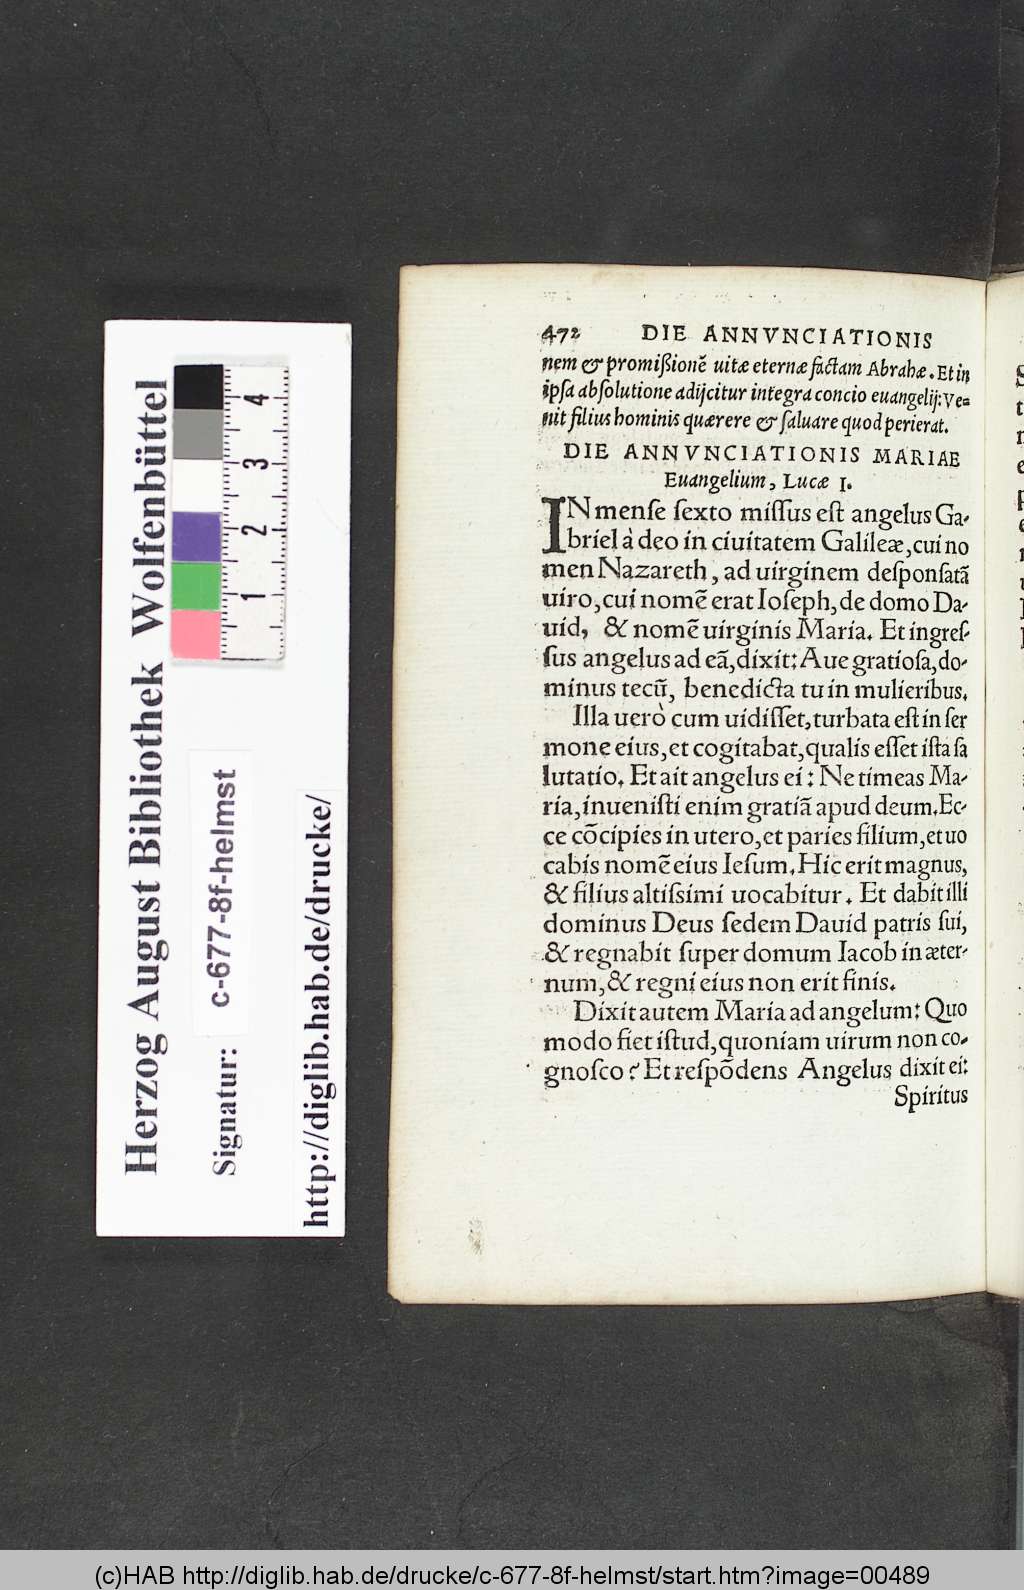 472 DIE ANNVNCIATIONIS
nem & promißionē uitæ eternæ factam Abrahæ. Et in
ipsa absolutione adijcitur integra concio euangelij: Ve=
nit filius hominis quærere & saluare quod perierat.
DIE ANNVNCIATIONIS MARIAE
Euangelium, Lucæ 1.
IN mense sexto missus est angelus Ga-
briel à deo in ciuitatem Galileæ, cui no
men Nazareth, ad uirginem desponsatã
uiro, cui nomē erat Ioseph, de domo Da-
uid, & nomē uirginis Maria. Et ingres-
sus angelus ad eã, dixit: Aue gratiosa, do-
minus tecũ, benedicta tu in mulieribus.
Illa uerò cum uidisset, turbata est in ser
mone eius, et cogitabat, qualis esset ista sa
lutatio. Et ait angelus ei: Ne timeas Ma-
ria, inuenisti enim gratiã apud deum. Ec-
ce cõcipies in utero, et paries filium, et uo
cabis nomē eius Iesum. Hic erit magnus,
& filius altissimi uocabitur. Et dabit illi
dominus Deus sedem Dauid patris sui,
& regnabit super domum Iacob in æter-
num, & regni eius non erit finis.
Dixit autem Maria ad angelum: Quo
modo fiet istud, quoniam uirum non co-
gnosco? Et respõdens Angelus dixit ei:
Spiritus
Herzog August Bibliothek Wolfenbüttel
Signatur: c-677-8f-helmst
http://diglib.hab.de/drucke/
1 2 3 4
(c)HAB http://diglib.hab.de/drucke/c-677-8f-helmst/start.htm?image=00489